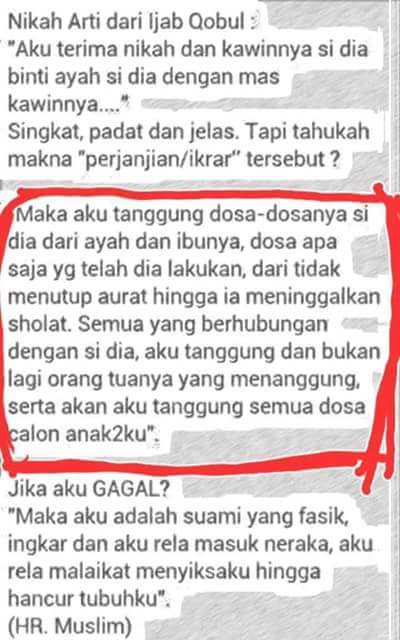 Nikah Arti dari Ijab Qobul :
"Aku terima nikah dan kawinnya si dia
binti ayah si dia dengan mas
kawinnya...."
Singkat, padat dan jelas. Tapi tahukah
makna "perjanjian/ikrar" tersebut ?
Maka aku tanggung dosa-dosanya si
dia dari ayah dan ibunya, dosa apa
saja yg telah dia lakukan, dari tidak
menutup aurat hingga ia meninggalkan
sholat. Semua yang berhubungan
dengan si dia, aku tanggung dan bukan
lagi orang tuanya yang menanggung,
serta akan aku tanggung semua dosa
calon anak2ku".
Jika aku GAGAL?
"Maka aku adalah suami yang fasik,
ingkar dan aku rela masuk neraka, aku
rela malaikat menyiksaku hingga
hancur tubuhku".
(HR. Muslim)